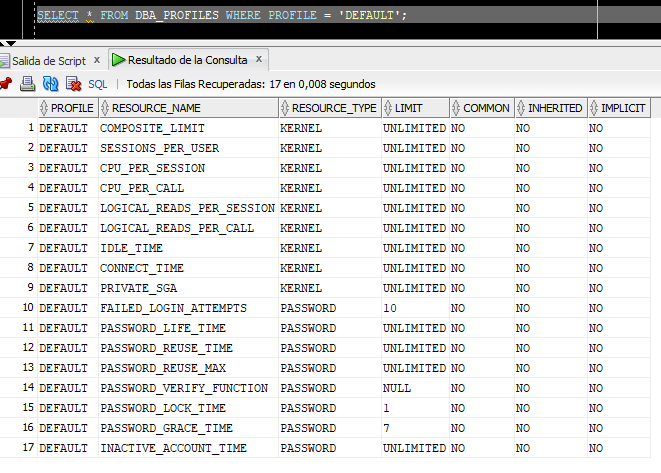 SELECT * FROM DBA_PROFILES WHERE PROFILE = 'DEFAULT';
Salida de Script x Resultado de la Consulta x
SQL | Todas las Filas Recuperadas: 17 en 0,008 segundos
PROFILE RESOURCE_NAME RESOURCE_TYPE LIMIT COMMON INHERITED IMPLICIT
1 DEFAULT COMPOSITE_LIMIT KERNEL UNLIMITED NO NO NO
2 DEFAULT SESSIONS_PER_USER KERNEL UNLIMITED NO NO NO
3 DEFAULT CPU_PER_SESSION KERNEL UNLIMITED NO NO NO
4 DEFAULT CPU_PER_CALL KERNEL UNLIMITED NO NO NO
5 DEFAULT LOGICAL_READS_PER_SESSION KERNEL UNLIMITED NO NO NO
6 DEFAULT LOGICAL_READS_PER_CALL KERNEL UNLIMITED NO NO NO
7 DEFAULT IDLE_TIME KERNEL UNLIMITED NO NO NO
8 DEFAULT CONNECT_TIME KERNEL UNLIMITED NO NO NO
9 DEFAULT PRIVATE_SGA KERNEL UNLIMITED NO NO NO
10 DEFAULT FAILED_LOGIN_ATTEMPTS PASSWORD 10 NO NO NO
11 DEFAULT PASSWORD_LIFE_TIME PASSWORD UNLIMITED NO NO NO
12 DEFAULT PASSWORD_REUSE_TIME PASSWORD UNLIMITED NO NO NO
13 DEFAULT PASSWORD_REUSE_MAX PASSWORD UNLIMITED NO NO NO
14 DEFAULT PASSWORD_VERIFY_FUNCTION PASSWORD NULL NO NO NO
15 DEFAULT PASSWORD_LOCK_TIME PASSWORD 1 NO NO NO
16 DEFAULT PASSWORD_GRACE_TIME PASSWORD 7 NO NO NO
17 DEFAULT INACTIVE_ACCOUNT_TIME PASSWORD UNLIMITED NO NO NO